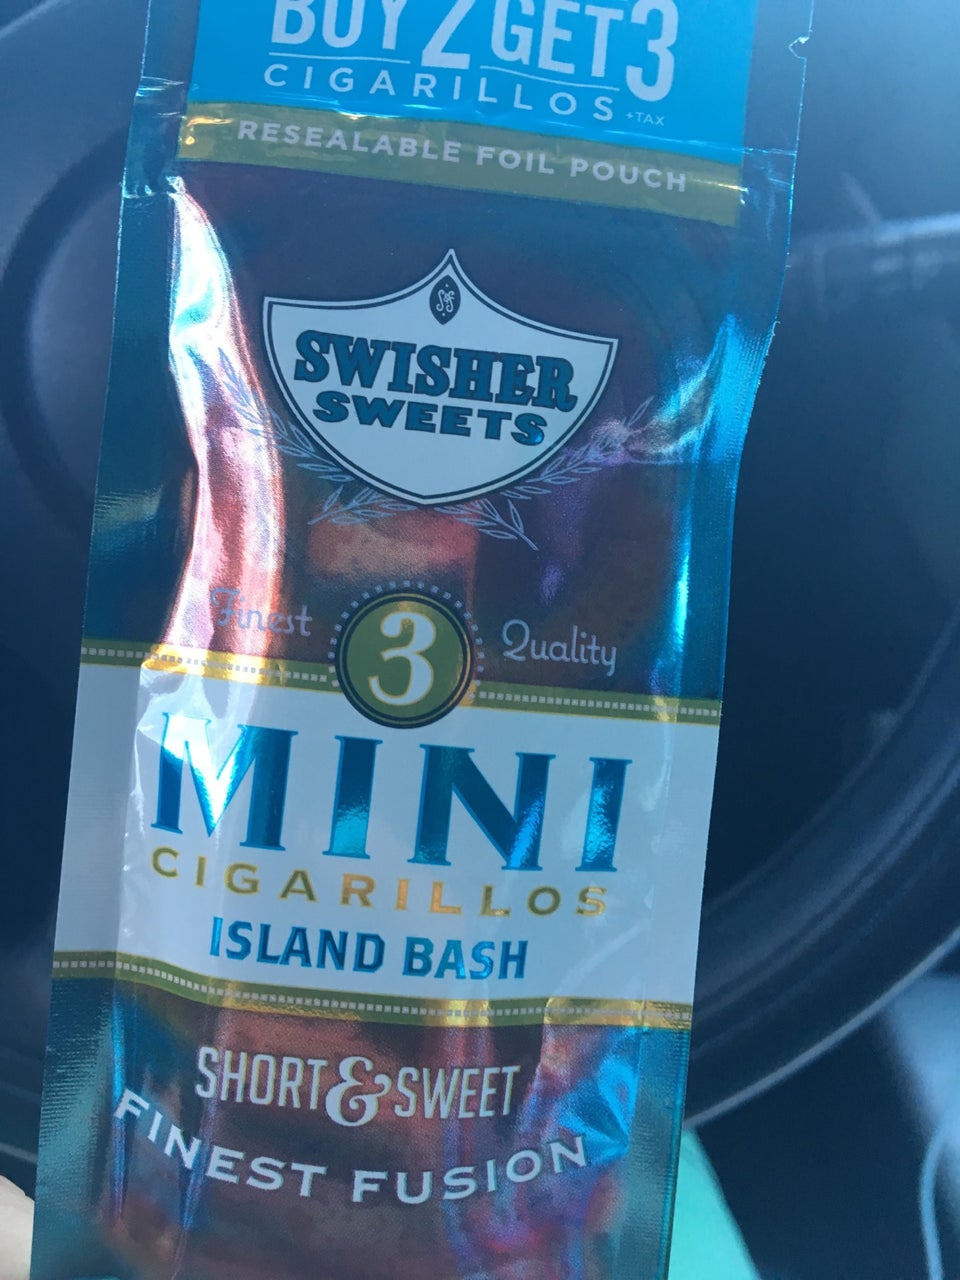 BUY 2 GET 3
CIGARILLOS +TAX
RESEALABLE FOIL POUCH
S&S
SWISHER
SWEETS
Finest 3 Quality
MINI
CIGARILLOS
ISLAND BASH
SHORT & SWEET
FINEST FUSION